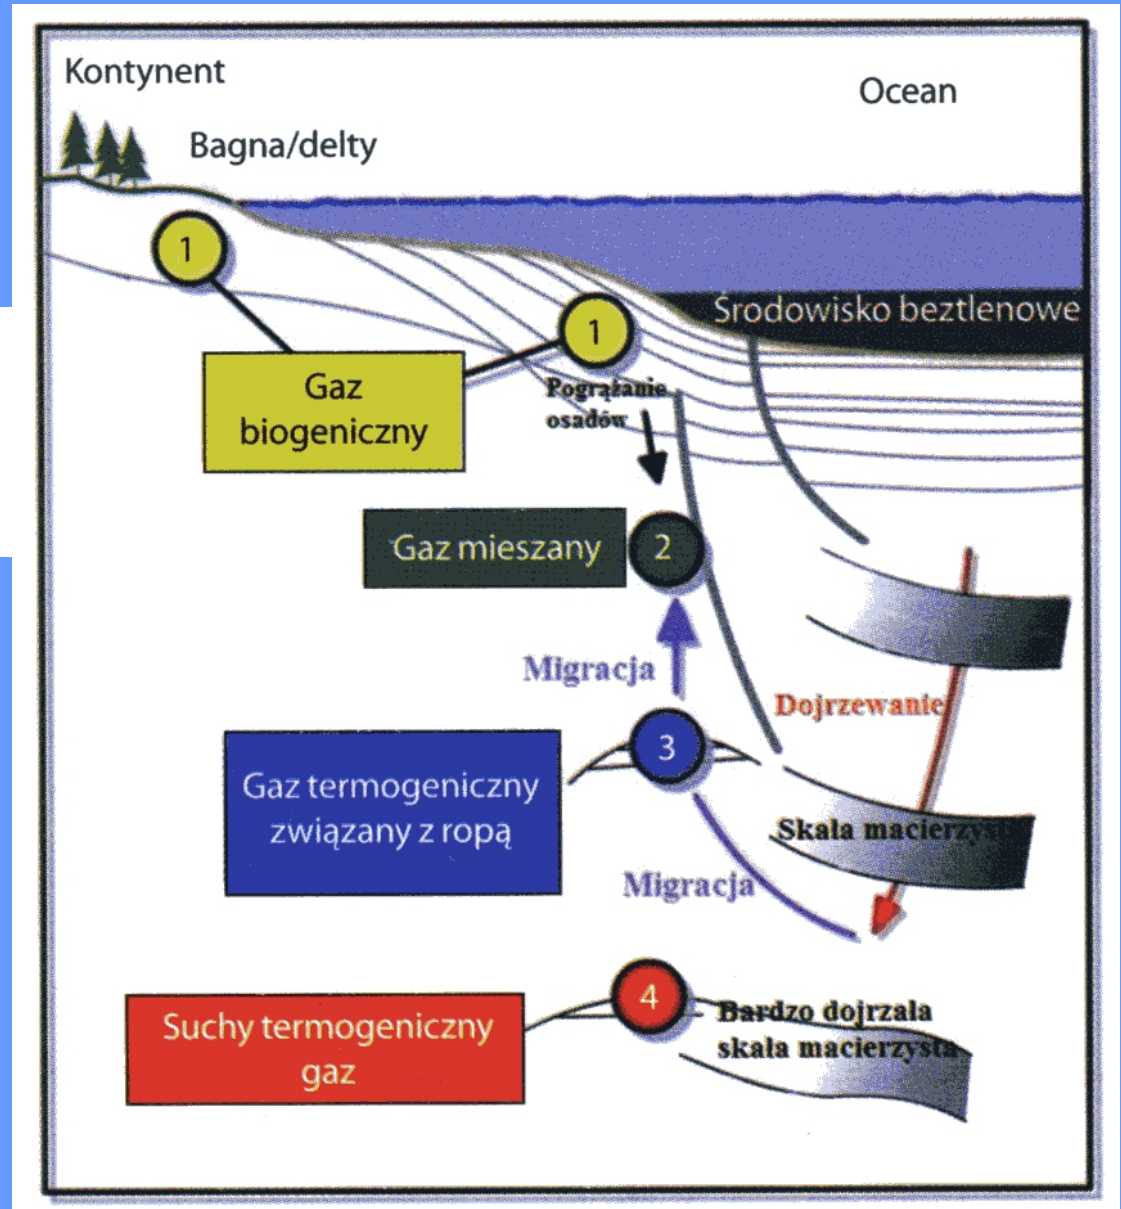 Kontynent
Ocean
Bagna/delty
1
Środowisko beztlenowe
1
Gaz
biogeniczny
Pogrążanie
osadów
Gaz mieszany
2
Migracja
Dojrzewanie
3
Gaz termogeniczny
związany z ropą
Skała macierzyst
Migracja
4
Suchy termogeniczny
gaz
Bardzo dojrzała
skała macierzysta